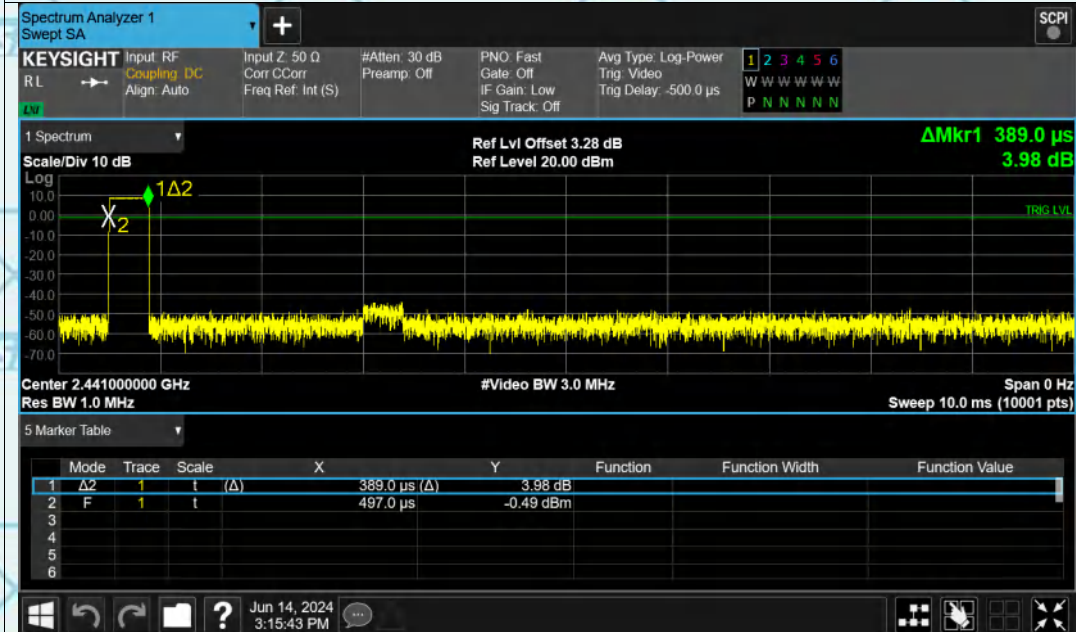 Spectrum Analyzer 1
Swept SA
+
SCPI
KEYSIGHT
RL
LNI
Input: RF
Coupling: DC
Align: Auto
Input Z: 50 Ω
Corr CCorr
Freq Ref: Int (S)
#Atten: 30 dB
Preamp: Off
PNO: Fast
Gate: Off
IF Gain: Low
Sig Track: Off
Avg Type: Log-Power
Trig: Video
Trig Delay: -500.0 µs
1 2 3 4 5 6
W W W W W W
P N N N N N
1 Spectrum
Scale/Div 10 dB
Ref Lvl Offset 3.28 dB
Ref Level 20.00 dBm
ΔMkr1 389.0 µs
3.98 dB
Log
1Δ2
10.0
0.00
X2
TRIG LVL
-10.0
-20.0
-30.0
-40.0
-50.0
-60.0
-70.0
Center 2.441000000 GHz
#Video BW 3.0 MHz
Span 0 Hz
Res BW 1.0 MHz
Sweep 10.0 ms (10001 pts)
5 Marker Table
Mode Trace Scale X Y Function Function Width Function Value
1 Δ2 1 t (Δ) 389.0 µs (Δ) 3.98 dB
2 F 1 t 497.0 µs -0.49 dBm
3
4
5
6
?
Jun 14, 2024
3:15:43 PM